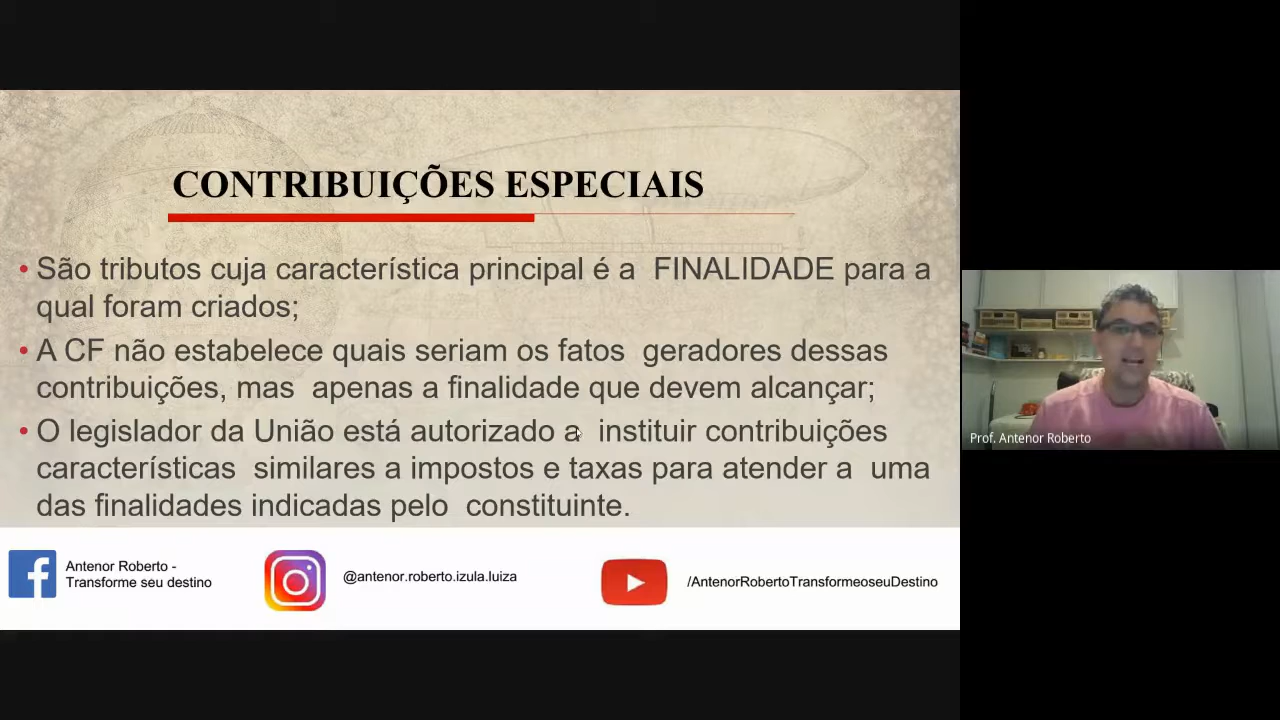 CONTRIBUIÇÕES ESPECIAIS
• São tributos cuja característica principal é a FINALIDADE para a
qual foram criados;
• A CF não estabelece quais seriam os fatos geradores dessas
contribuições, mas apenas a finalidade que devem alcançar;
• O legislador da União está autorizado a instituir contribuições
características similares a impostos e taxas para atender a uma
das finalidades indicadas pelo constituinte.
Antenor Roberto -
Transforme seu destino
@antenor.roberto.izula.luiza
/AntenorRobertoTransformeoseuDestino
Prof. Antenor Roberto